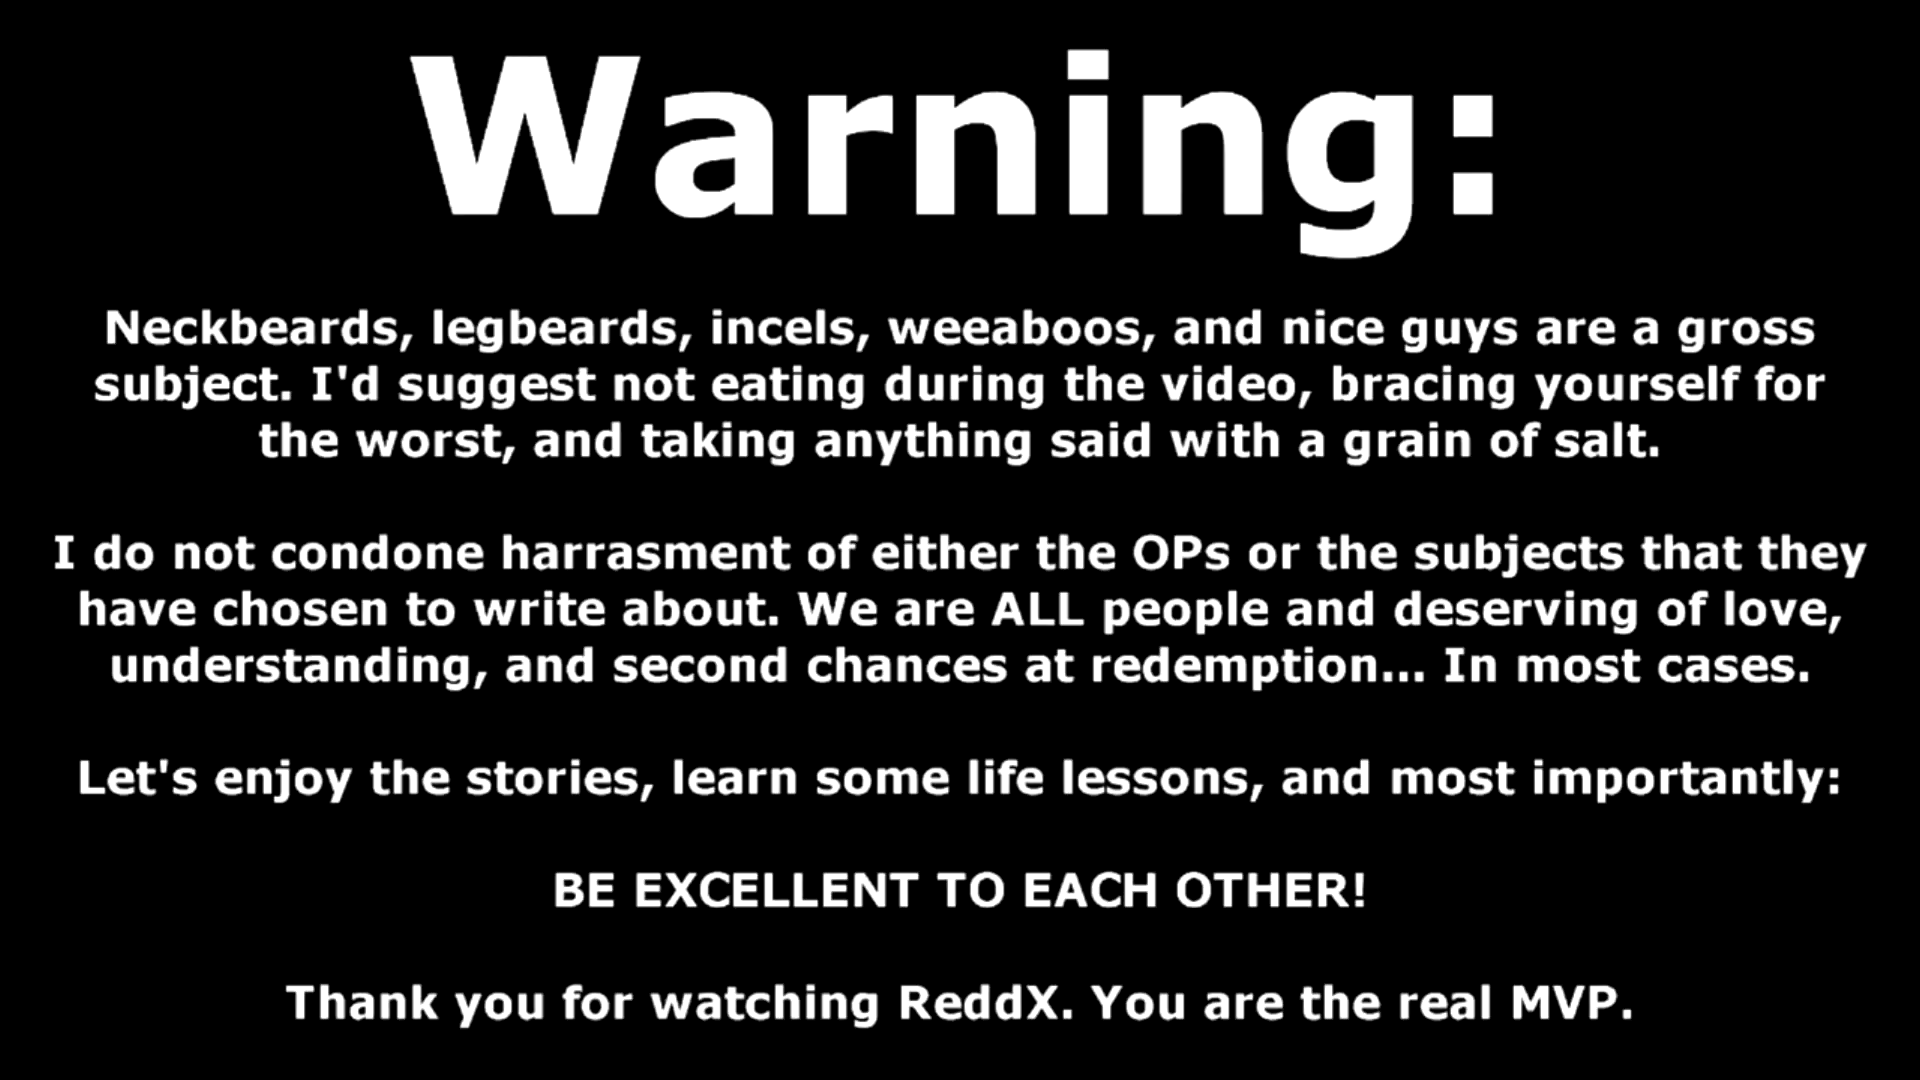 Warning:
Neckbeards, legbeards, incels, weeaboos, and nice guys are a gross
subject. I'd suggest not eating during the video, bracing yourself for
the worst, and taking anything said with a grain of salt.
I do not condone harrasment of either the OPs or the subjects that they
have chosen to write about. We are ALL people and deserving of love,
understanding, and second chances at redemption... In most cases.
Let's enjoy the stories, learn some life lessons, and most importantly:
BE EXCELLENT TO EACH OTHER!
Thank you for watching ReddX. You are the real MVP.